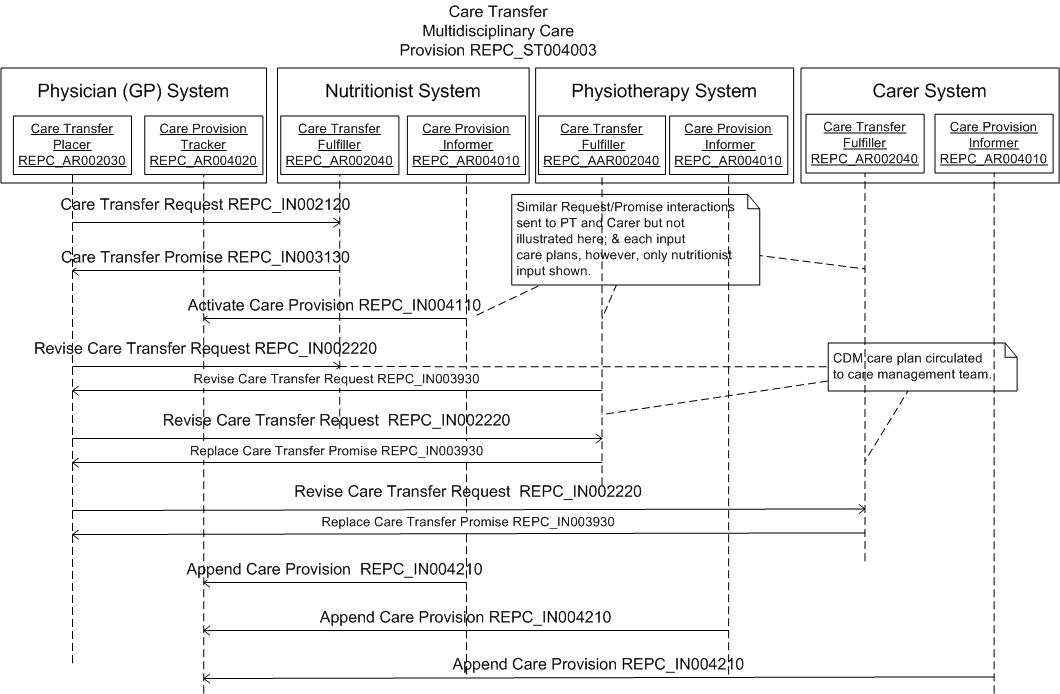 Care Transfer
Multidisciplinary Care
Provision REPC_ST004003
Physician (GP) System
Nutritionist System
Physiotherapy System
Carer System
Care Transfer
Placer
REPC_AR002030
Care Provision
Tracker
REPC_AR004020
Care Transfer
Fulfiller
REPC_AR002040
Care Provision
Informer
REPC_AR004010
Care Transfer
Fulfiller
REPC_AAR002040
Care Provision
Informer
REPC_AR004010
Care Transfer
Fulfiller
REPC_AR002040
Care Provision
Informer
REPC_AR004010
Care Transfer Request REPC_IN002120
Similar Request/Promise interactions
sent to PT and Carer but not
illustrated here; & each input
care plans, however, only nutritionist
input shown.
Care Transfer Promise REPC_IN003130
Activate Care Provision REPC_IN004110
Revise Care Transfer Request REPC_IN002220
CDM care plan circulated
to care management team.
Revise Care Transfer Request REPC_IN003930
Revise Care Transfer Request REPC_IN002220
Replace Care Transfer Promise REPC_IN003930
Revise Care Transfer Request REPC_IN002220
Replace Care Transfer Promise REPC_IN003930
Append Care Provision REPC_IN004210
Append Care Provision REPC_IN004210
Append Care Provision REPC_IN004210